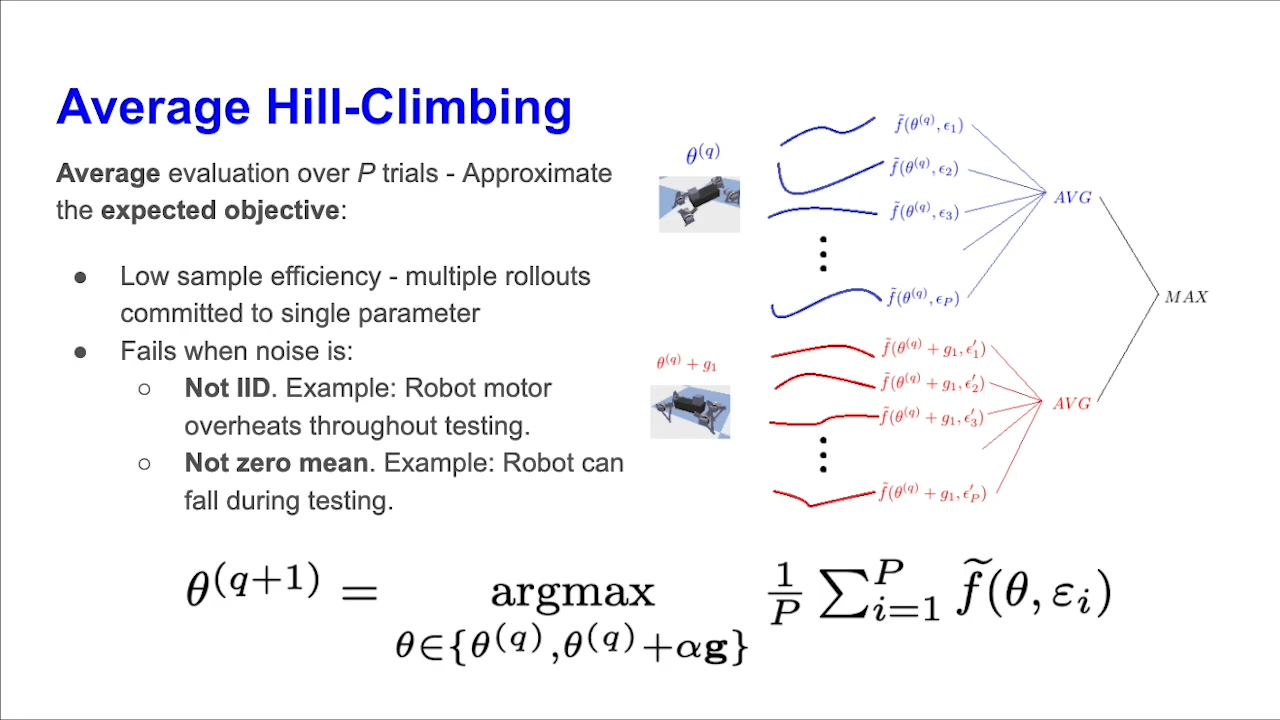 Average Hill-Climbing
Average evaluation over P trials - Approximate
the expected objective:
● Low sample efficiency - multiple rollouts
committed to single parameter
● Fails when noise is:
○ Not IID. Example: Robot motor
overheats throughout testing.
○ Not zero mean. Example: Robot can
fall during testing.
θ^(q)
f̃(θ^(q), ϵ₁)
f̃(θ^(q), ϵ₂)
f̃(θ^(q), ϵ₃)
f̃(θ^(q), ϵ_P)
AVG
MAX
θ^(q) + g₁
f̃(θ^(q) + g₁, ϵ′₁)
f̃(θ^(q) + g₁, ϵ′₂)
f̃(θ^(q) + g₁, ϵ′₃)
f̃(θ^(q) + g₁, ϵ′_P)
AVG
θ^(q+1) = argmax_{θ∈{θ^(q),θ^(q)+αg}} 1/P ∑_{i=1}^{P} f̃(θ, ε_i)